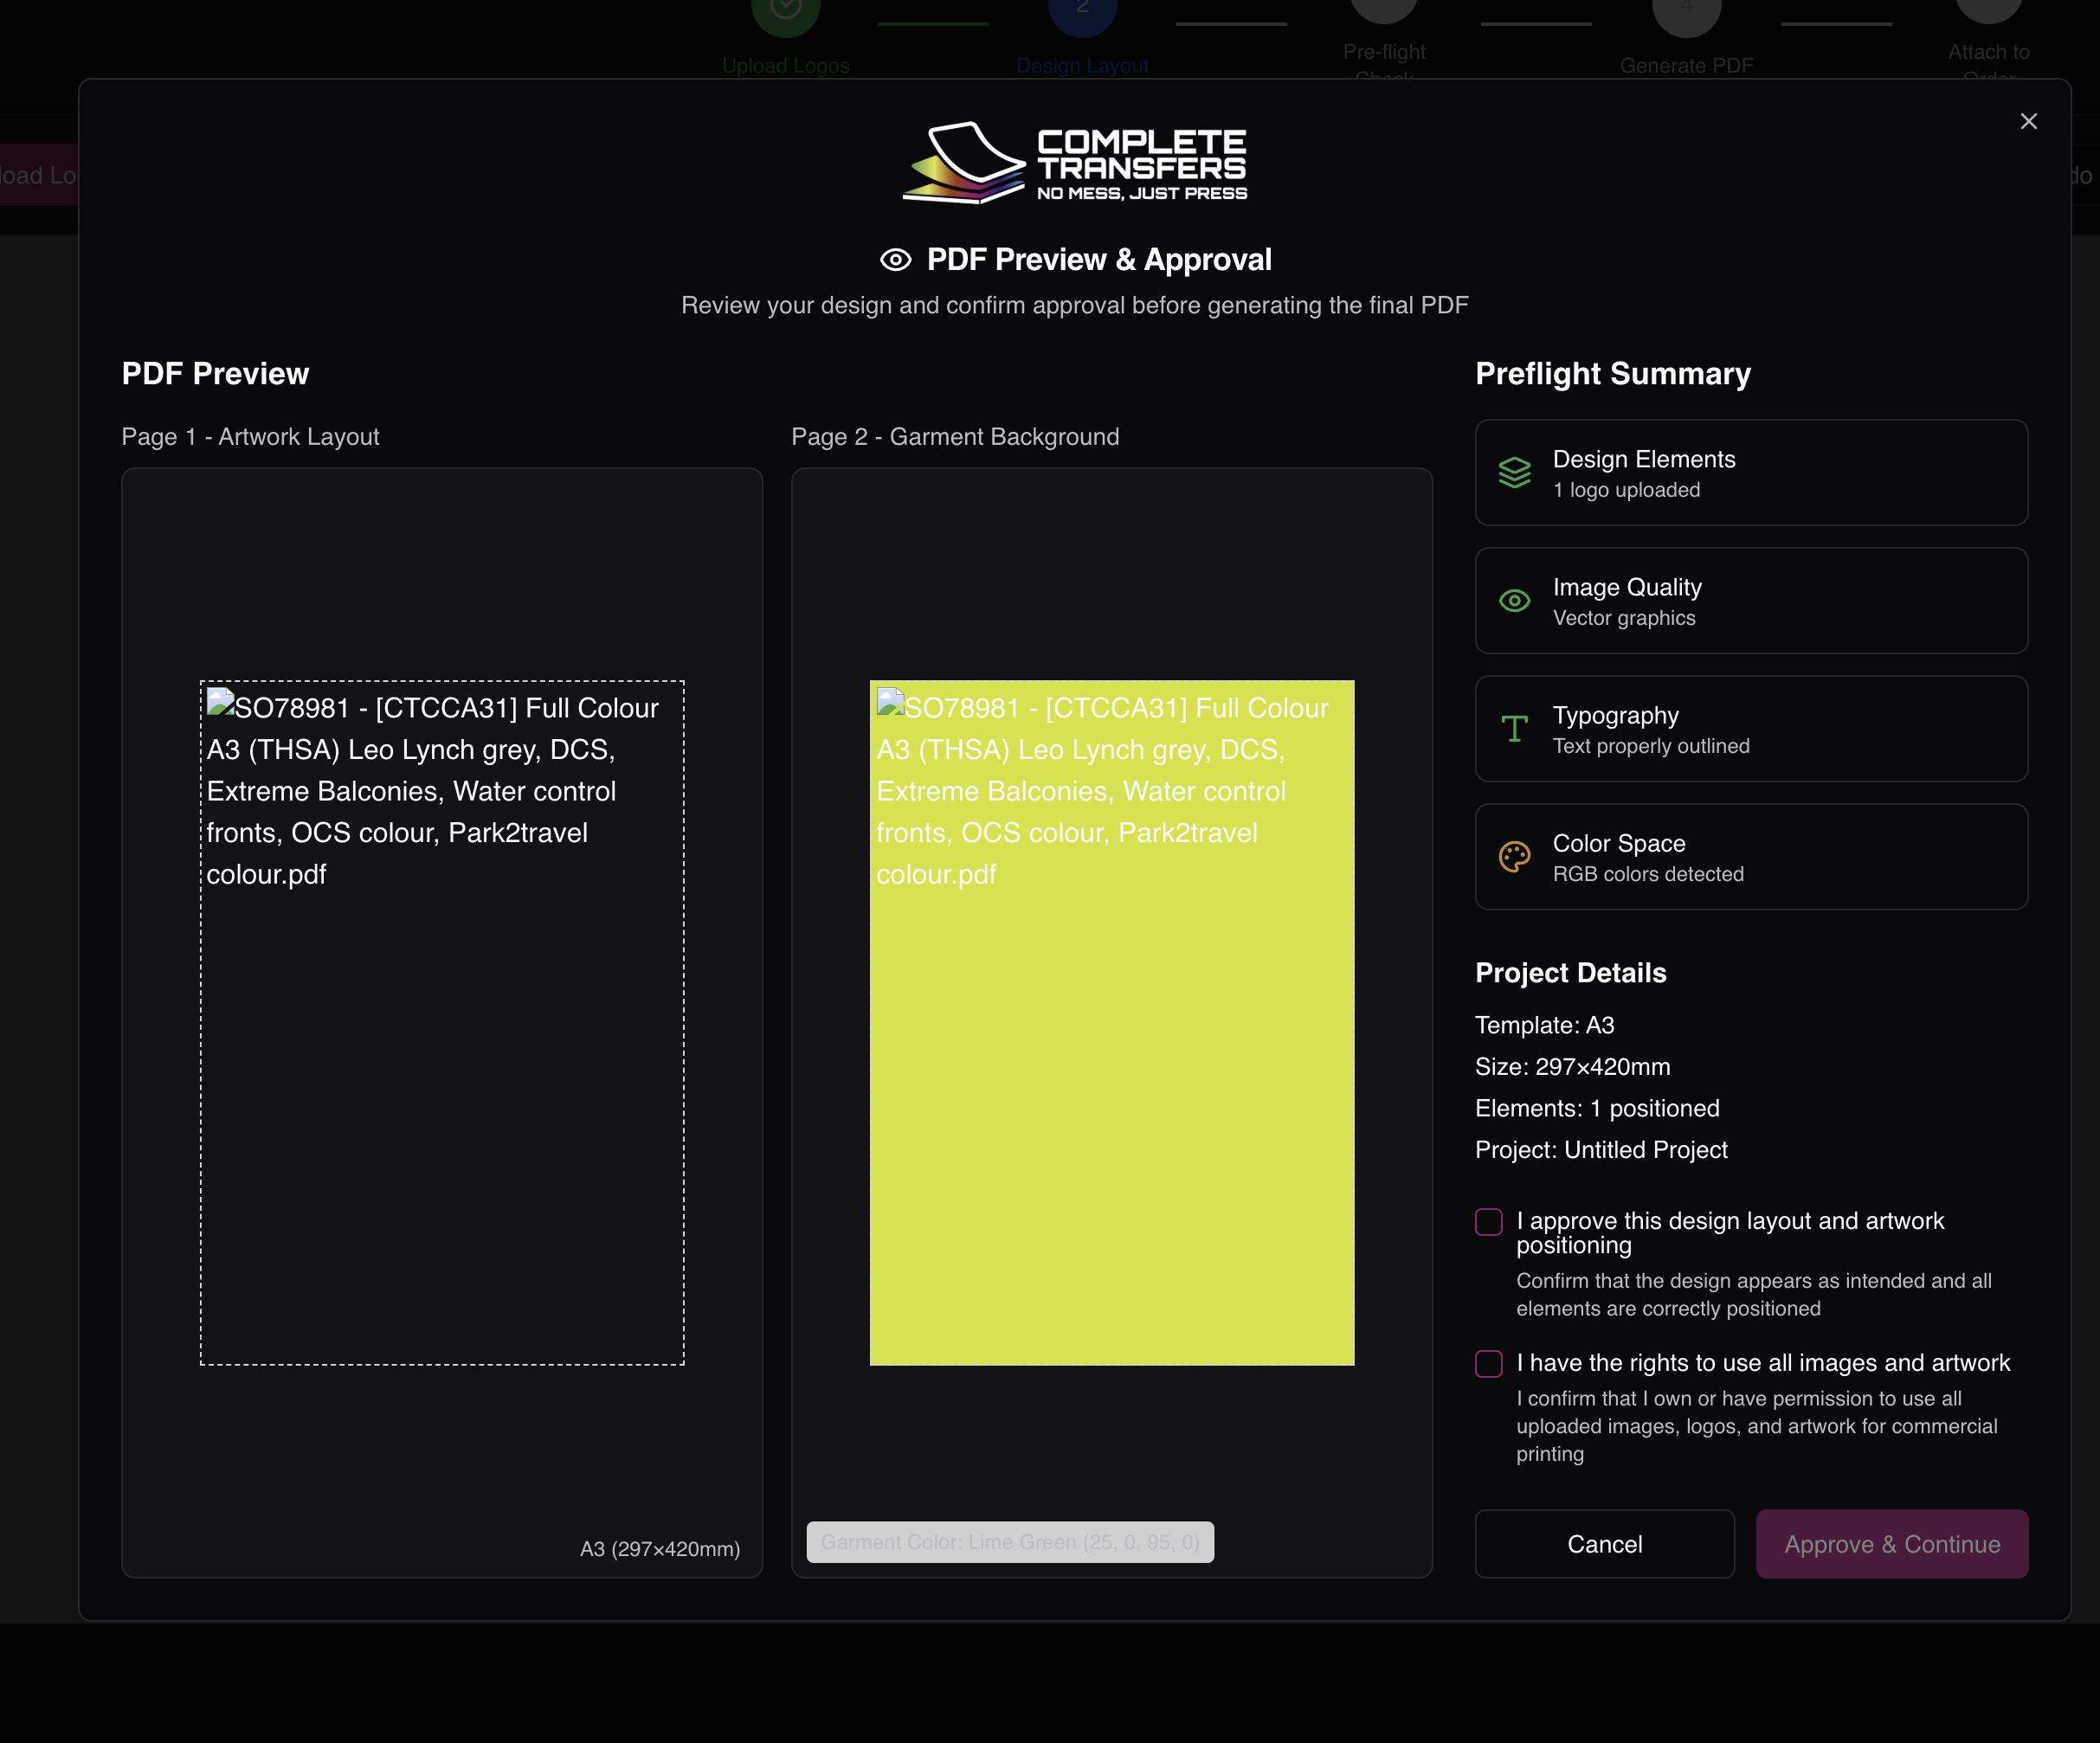 2
4
Upload Logos
Design Layout
Pre-flight
Check
Generate PDF
Attach to
Order
load Lo
do
COMPLETE
TRANSFERS
NO MESS, JUST PRESS
PDF Preview & Approval
Review your design and confirm approval before generating the final PDF
PDF Preview
Page 1 - Artwork Layout
SO78981 - [CTCCA31] Full Colour
A3 (THSA) Leo Lynch grey, DCS,
Extreme Balconies, Water control
fronts, OCS colour, Park2travel
colour.pdf
A3 (297×420mm)
Page 2 - Garment Background
SO78981 - [CTCCA31] Full Colour
A3 (THSA) Leo Lynch grey, DCS,
Extreme Balconies, Water control
fronts, OCS colour, Park2travel
colour.pdf
Garment Color: Lime Green (25, 0, 95, 0)
Preflight Summary
Design Elements
1 logo uploaded
Image Quality
Vector graphics
Typography
Text properly outlined
Color Space
RGB colors detected
Project Details
Template: A3
Size: 297×420mm
Elements: 1 positioned
Project: Untitled Project
I approve this design layout and artwork
positioning
Confirm that the design appears as intended and all
elements are correctly positioned
I have the rights to use all images and artwork
I confirm that I own or have permission to use all
uploaded images, logos, and artwork for commercial
printing
Cancel
Approve & Continue